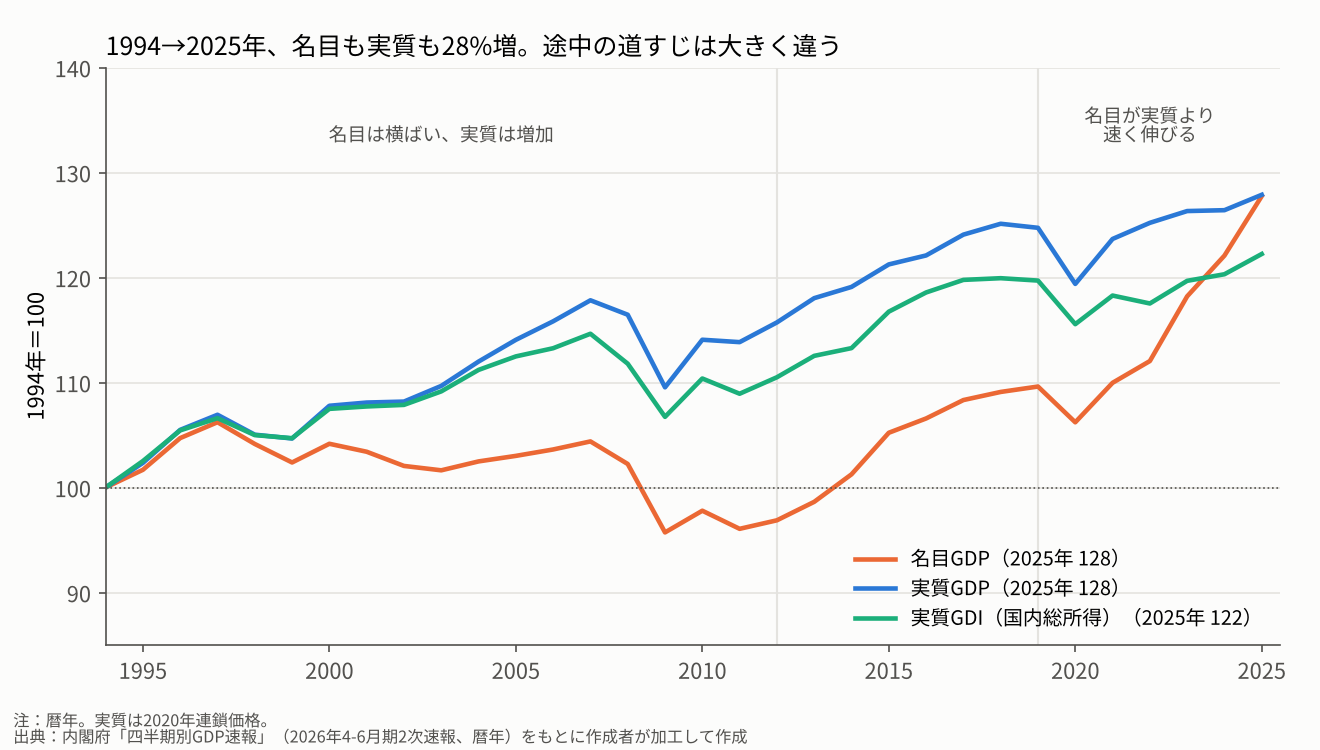 1994→2025年、名目も実質も28%増。途中の道すじは大きく違う
140
130
120
110
100
90
1994年＝100
名目は横ばい、実質は増加
名目が実質より
速く伸びる
名目GDP（2025年 128）
実質GDP（2025年 128）
実質GDI（国内総所得）（2025年 122）
1995
2000
2005
2010
2015
2020
2025
注：暦年。実質は2020年連鎖価格。
出典：内閣府「四半期別GDP速報」（2026年4-6月期2次速報、暦年）をもとに作成者が加工して作成